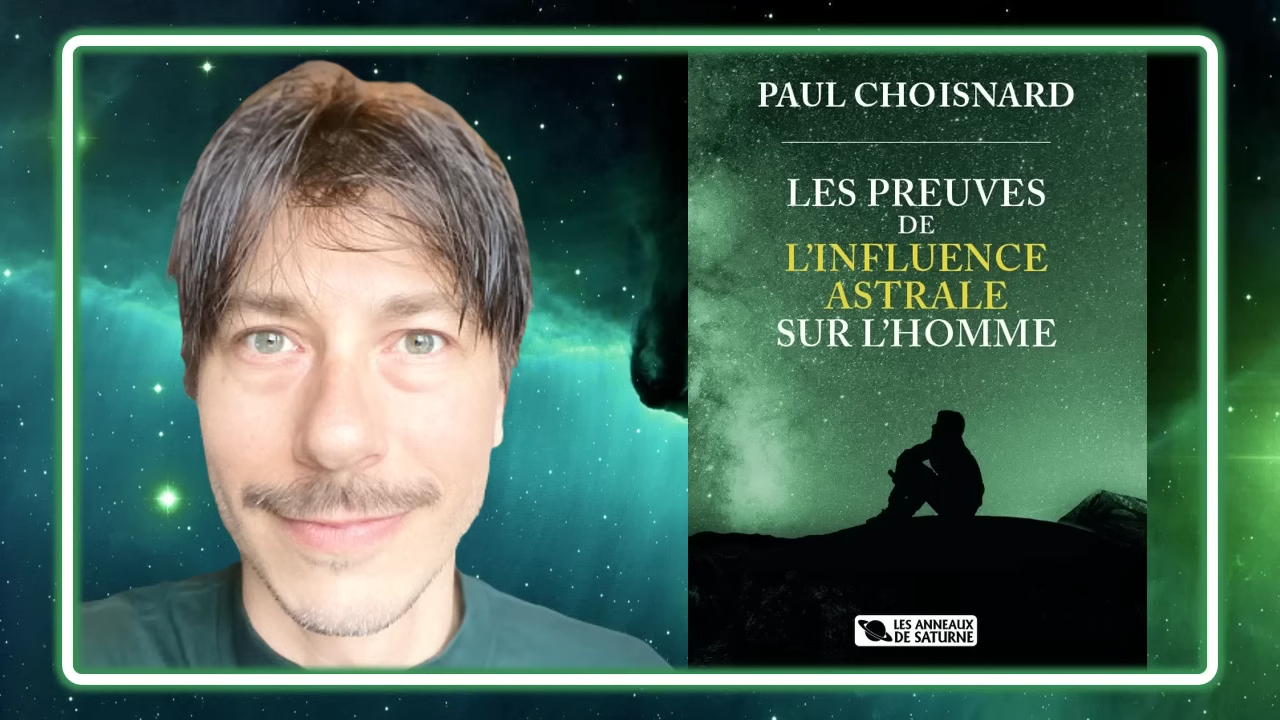 PAUL CHOISNARD
LES PREUVES
DE
L'INFLUENCE
ASTRALE
SUR L'HOMME
LES ANNEAUX
DE SATURNE